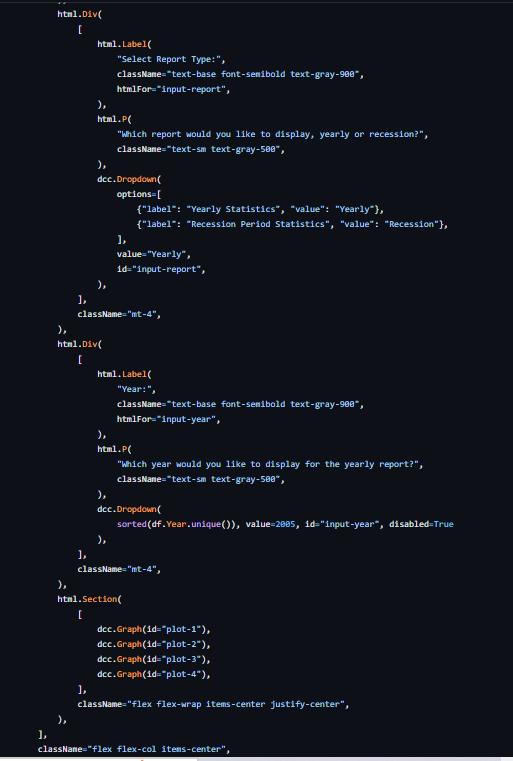 html.Div(
[
html.Label(
"Select Report Type:",
className="text-base font-semibold text-gray-900",
htmlFor="input-report",
),
html.P(
"Which report would you like to display, yearly or recession?",
className="text-sm text-gray-500",
),
dcc.Dropdown(
options=[
{"label": "Yearly Statistics", "value": "Yearly"},
{"label": "Recession Period Statistics", "value": "Recession"},
],
value="Yearly",
id="input-report",
),
],
className="mt-4",
),
html.Div(
[
html.Label(
"Year:",
className="text-base font-semibold text-gray-900",
htmlFor="input-year",
),
html.P(
"Which year would you like to display for the yearly report?",
className="text-sm text-gray-500",
),
dcc.Dropdown(
sorted(df.Year.unique()), value=2005, id="input-year", disabled=True
),
],
className="mt-4",
),
html.Section(
[
dcc.Graph(id="plot-1"),
dcc.Graph(id="plot-2"),
dcc.Graph(id="plot-3"),
dcc.Graph(id="plot-4"),
],
className="flex flex-wrap items-center justify-center",
),
],
className="flex flex-col items-center",